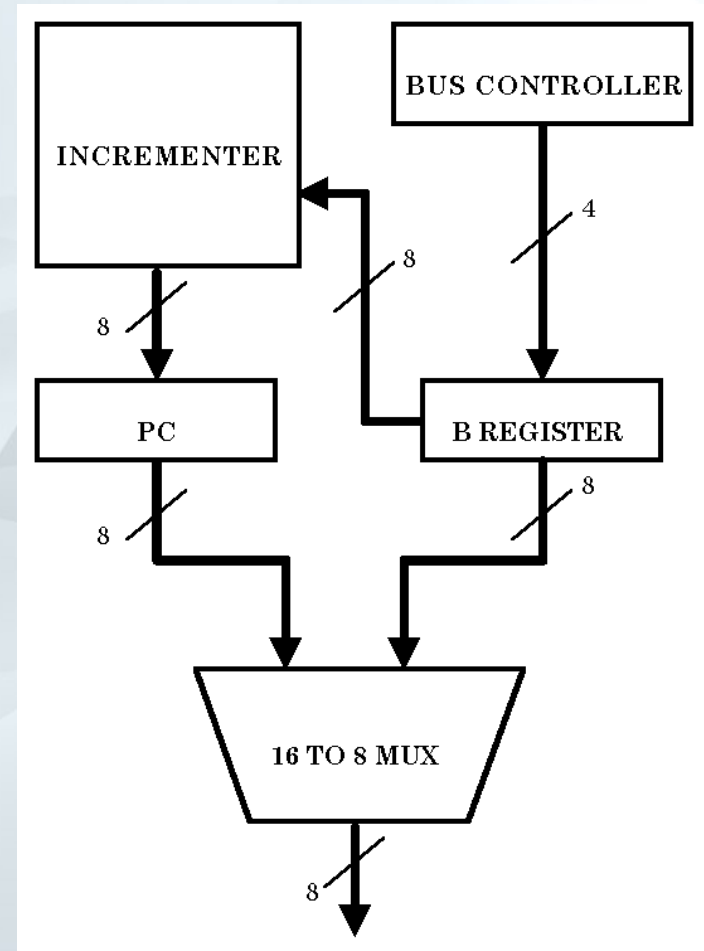 BUS CONTROLLER
INCREMENTER
4
8
8
PC
B REGISTER
8
8
16 TO 8 MUX
8